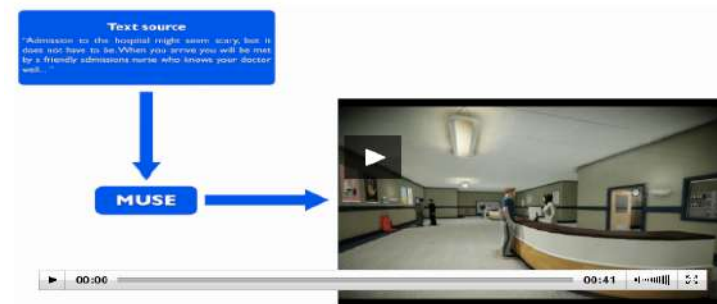 Text source
"Admission to the hospital might seem scary, but it
does not have to be. When you arrive you will be met
by a friendly admissions nurse who knows your doctor
well... "
MUSE
00:00
00:41